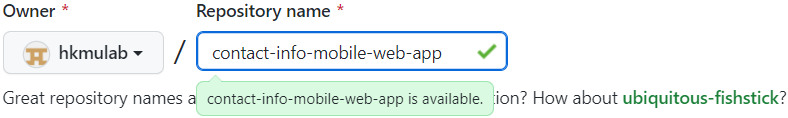 Owner *
Repository name *
hkmulab / contact-info-mobile-web-app
contact-info-mobile-web-app is available.
Great repository names a tion? How about ubiquitous-fishstick?